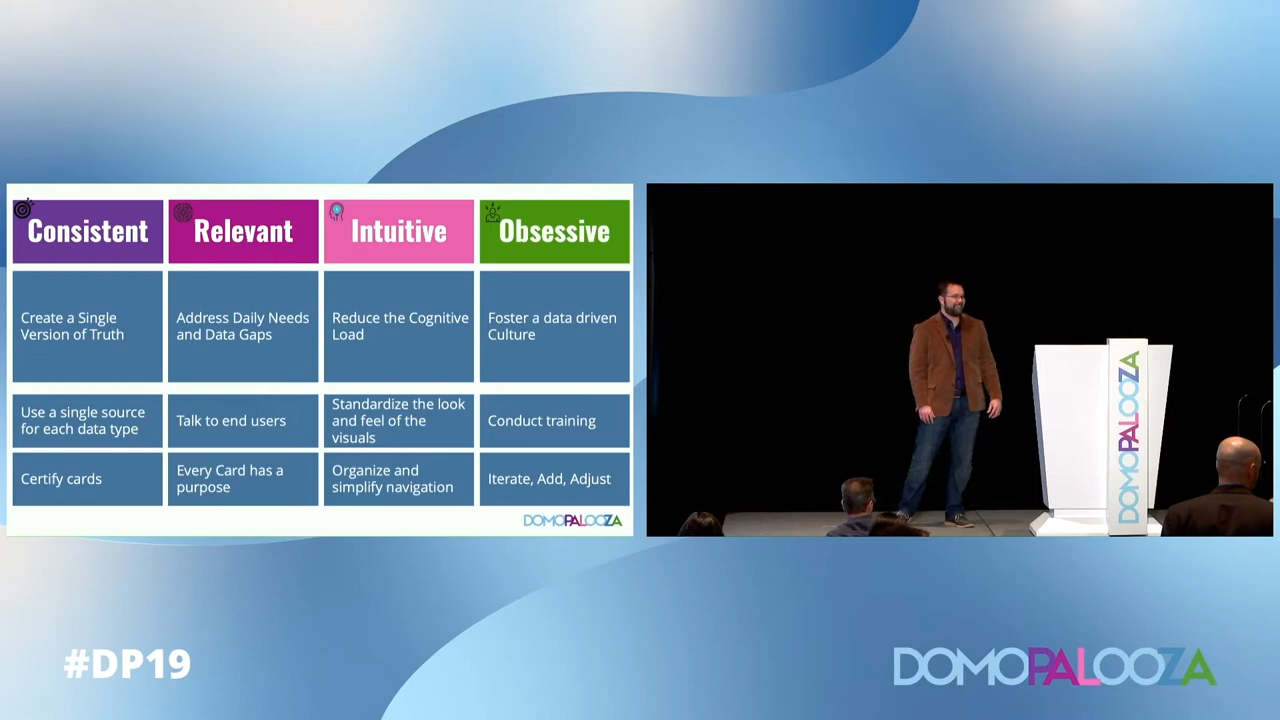 Consistent
Relevant
Intuitive
Obsessive
Create a Single
Version of Truth
Address Daily Needs
and Data Gaps
Reduce the Cognitive
Load
Foster a data driven
Culture
Use a single source
for each data type
Talk to end users
Standardize the look
and feel of the
visuals
Conduct training
Certify cards
Every Card has a
purpose
Organize and
simplify navigation
Iterate, Add, Adjust
DOMOPALOOZA
DOMOPALOOZA
#DP19
DOMOPALOOZA